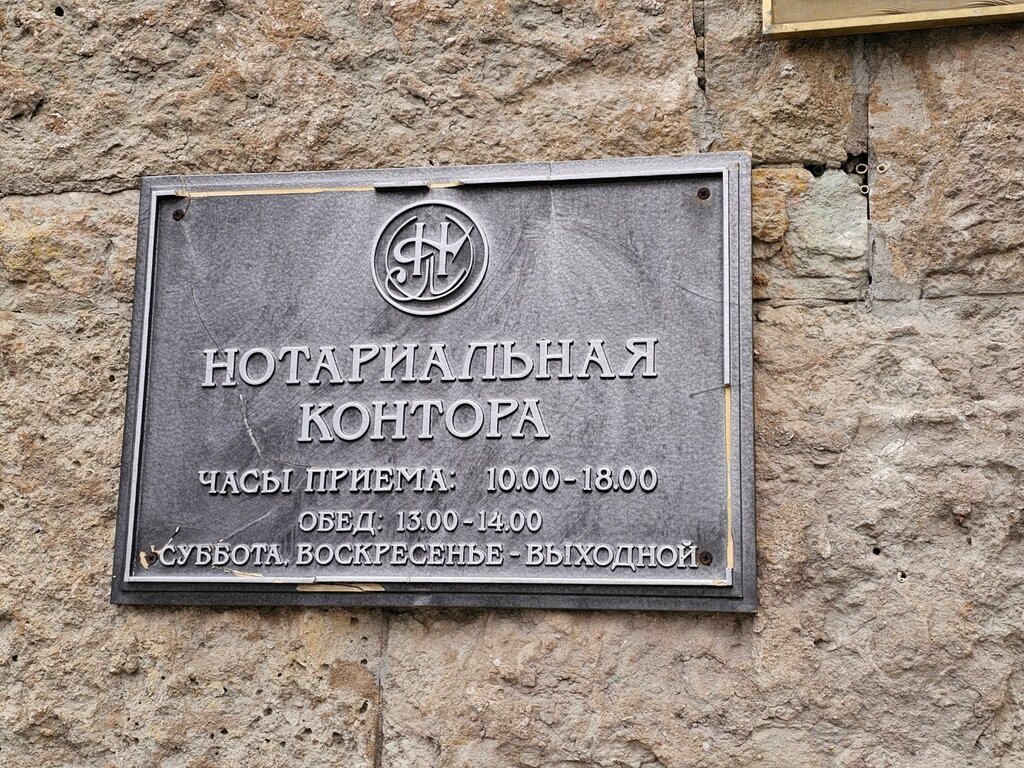 НОТАРИАЛЬНАЯ
КОНТОРА
ЧАСЫ ПРИЕМА: 10.00-18.00
ОБЕД: 13.00-14.00
СУББОТА, ВОСКРЕСЕНЬЕ - ВЫХОДНОЙ